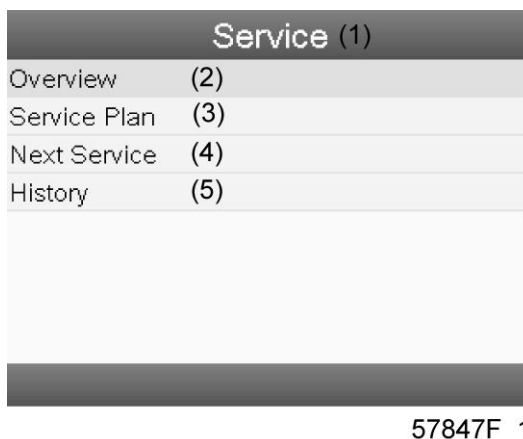 Service (1)
Overview (2)
Service Plan (3)
Next Service (4)
History (5)
57847F